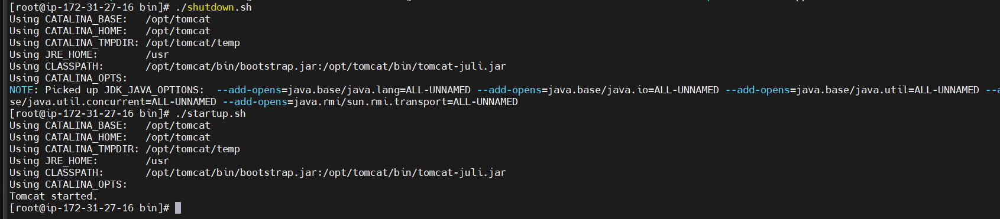 [root@ip-172-31-27-16 bin]# ./shutdown.sh
Using CATALINA_BASE:   /opt/tomcat
Using CATALINA_HOME:   /opt/tomcat
Using CATALINA_TMPDIR: /opt/tomcat/temp
Using JRE_HOME:        /usr
Using CLASSPATH:       /opt/tomcat/bin/bootstrap.jar:/opt/tomcat/bin/tomcat-juli.jar
Using CATALINA_OPTS:
NOTE: Picked up JDK_JAVA_OPTIONS:  --add-opens=java.base/java.lang=ALL-UNNAMED --add-opens=java.base/java.io=ALL-UNNAMED --add-opens=java.base/java.util=ALL-UNNAMED --a
se/java.util.concurrent=ALL-UNNAMED --add-opens=java.rmi/sun.rmi.transport=ALL-UNNAMED
[root@ip-172-31-27-16 bin]# ./startup.sh
Using CATALINA_BASE:   /opt/tomcat
Using CATALINA_HOME:   /opt/tomcat
Using CATALINA_TMPDIR: /opt/tomcat/temp
Using JRE_HOME:        /usr
Using CLASSPATH:       /opt/tomcat/bin/bootstrap.jar:/opt/tomcat/bin/tomcat-juli.jar
Using CATALINA_OPTS:
Tomcat started.
[root@ip-172-31-27-16 bin]#